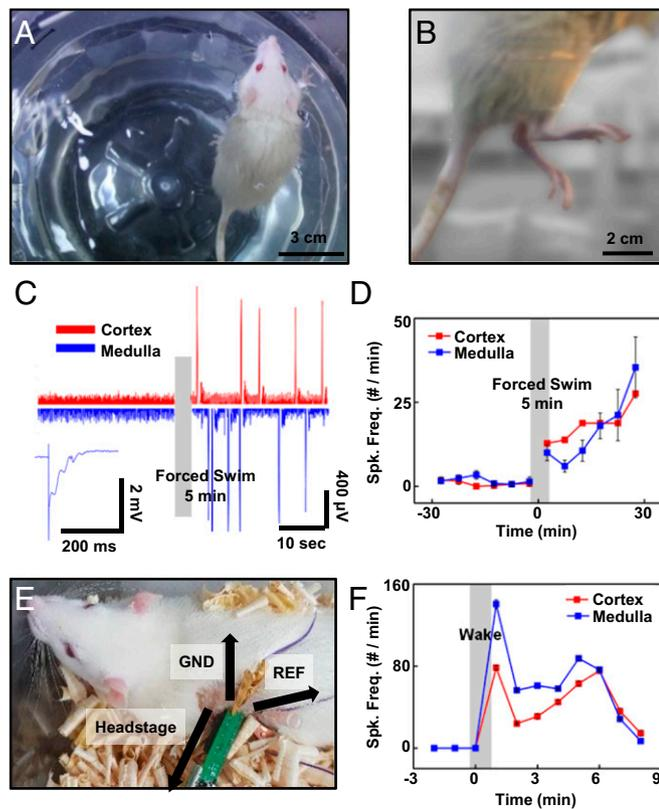 A
3 cm
B
2 cm
C
Cortex
Medulla
Forced Swim
5 min
2 mV
200 ms
400 µV
10 sec
D
Spk. Freq. (# / min)
50
25
0
Cortex
Medulla
Forced Swim
5 min
-30 0 30
Time (min)
E
GND
REF
Headstage
F
Spk. Freq. (# / min)
160
80
0
Cortex
Medulla
Wake
-3 0 3 6 9
Time (min)